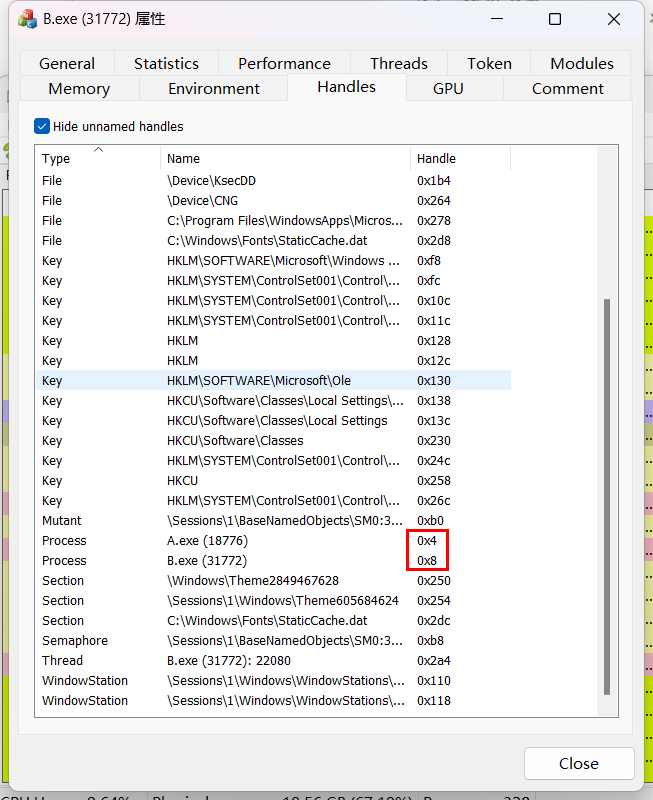 B.exe (31772) 属性
General Statistics Performance Threads Token Modules
Memory Environment Handles GPU Comment
Hide unnamed handles
Type Name Handle
File \Device\KsecDD 0x1b4
File \Device\CNG 0x264
File C:\Program Files\WindowsApps\Micros... 0x278
File C:\Windows\Fonts\StaticCache.dat 0x2d8
Key HKLM\SOFTWARE\Microsoft\Windows ... 0xf8
Key HKLM\SYSTEM\ControlSet001\Control\... 0xfc
Key HKLM\SYSTEM\ControlSet001\Control\... 0x10c
Key HKLM\SYSTEM\ControlSet001\Control\... 0x11c
Key HKLM 0x128
Key HKLM 0x12c
Key HKLM\SOFTWARE\Microsoft\Ole 0x130
Key HKCU\Software\Classes\Local Settings\... 0x138
Key HKCU\Software\Classes\Local Settings 0x13c
Key HKCU\Software\Classes 0x230
Key HKLM\SYSTEM\ControlSet001\Control\... 0x24c
Key HKCU 0x258
Key HKLM\SYSTEM\ControlSet001\Control\... 0x26c
Mutant \Sessions\1\BaseNamedObjects\SM0:3... 0xb0
Process A.exe (18776) 0x4
Process B.exe (31772) 0x8
Section \Windows\Theme2849467628 0x250
Section \Sessions\1\Windows\Theme605684624 0x254
Section C:\Windows\Fonts\StaticCache.dat 0x2dc
Semaphore \Sessions\1\BaseNamedObjects\SM0:3... 0xb8
Thread B.exe (31772): 22080 0x2a4
WindowStation \Sessions\1\Windows\WindowStations\... 0x110
WindowStation \Sessions\1\Windows\WindowStations\... 0x118
Close